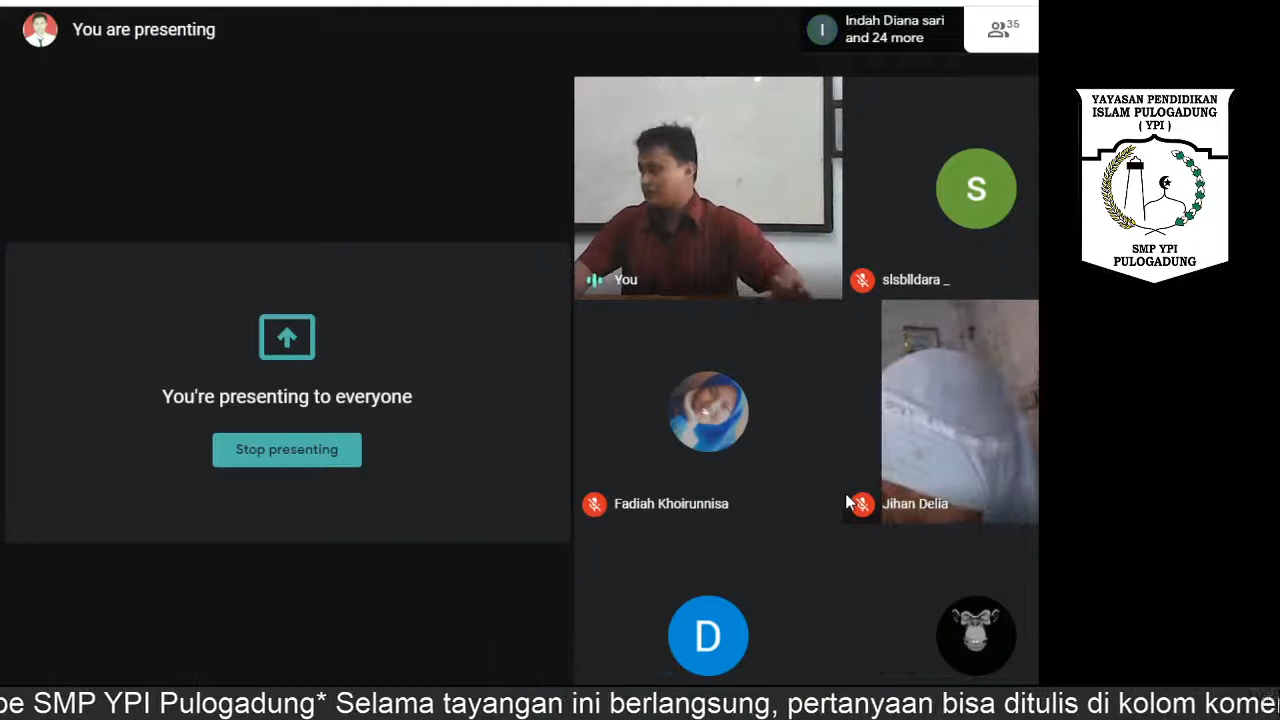 You are presenting
I
Indah Diana sari
and 24 more
35
YAYASAN PENDIDIKAN
ISLAM PULOGADUNG
( YPI )
SMP YPI
PULOGADUNG
S
You
slsblldara _
You're presenting to everyone
Stop presenting
Fadiah Khoirunnisa
Jihan Delia
D
SMP YPI Pulogadung* Selama tayangan ini berlangsung, pertanyaan bisa ditulis di kolom